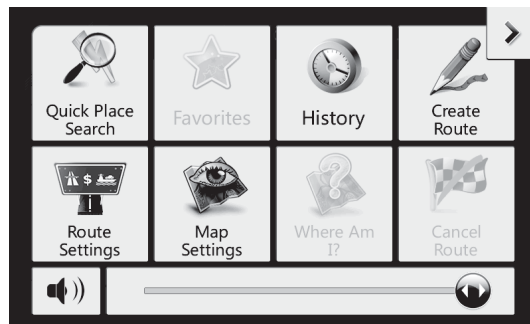 Quick Place
Search
Favorites
History
Create
Route
$
Route
Settings
Map
Settings
Where Am
I?
Cancel
Route